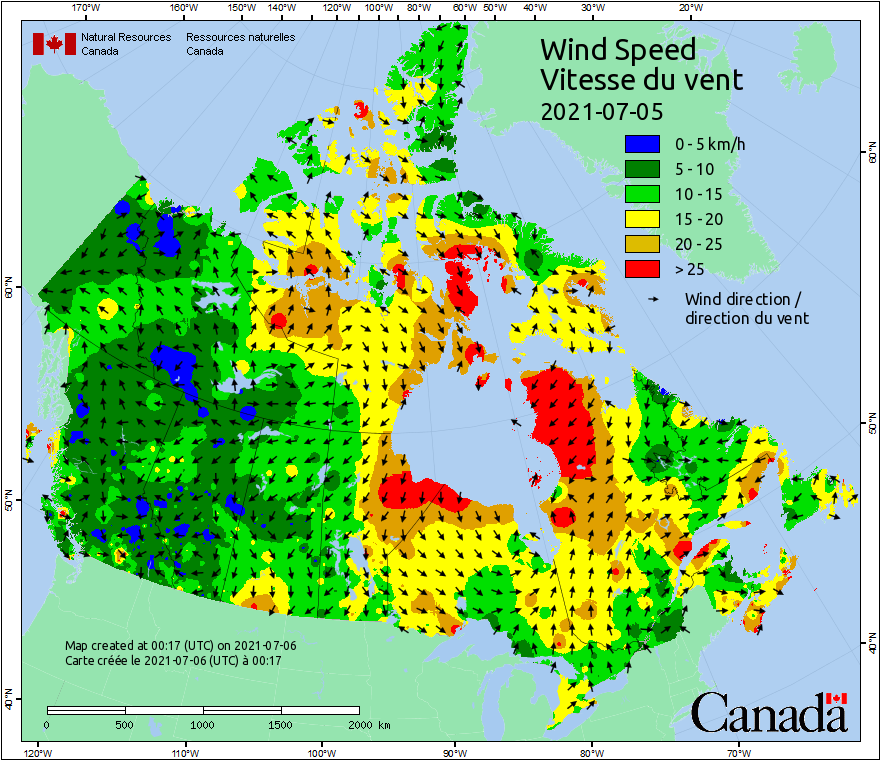 170°W 160°W 150°W 140°W 120°W 100°W 80°W 60°W 50°W 40°W 30°W 20°W
Natural Resources Ressources naturelles
Canada Canada
Wind Speed
Vitesse du vent
2021-07-05
0 - 5 km/h
5 - 10
10 - 15
15 - 20
20 - 25
> 25
Wind direction /
direction du vent
60°N 60°N
50°N 50°N
40°N 40°N
Map created at 00:17 (UTC) on 2021-07-06
Carte créée le 2021-07-06 (UTC) à 00:17
0 500 1000 1500 2000 km
Canada
120°W 110°W 100°W 90°W 80°W 70°W